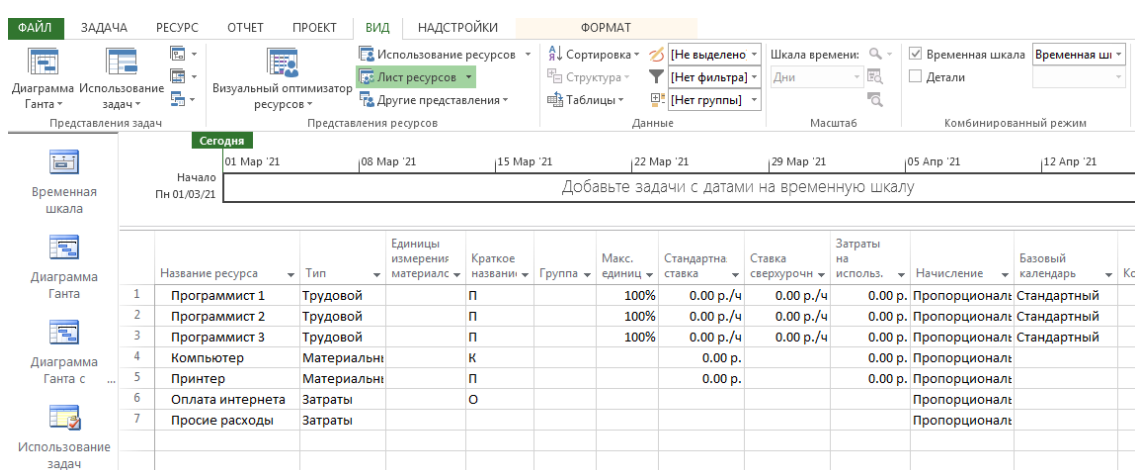 ФАЙЛ ЗАДАЧА РЕСУРС ОТЧЕТ ПРОЕКТ ВИД НАДСТРОЙКИ ФОРМАТ
Диаграмма Ганта
Использование задач
Представления задач
Визуальный оптимизатор ресурсов
Использование ресурсов
Лист ресурсов
Другие представления
Представления ресурсов
Сортировка
Структура
Таблицы
[Не выделено
[Нет фильтра]
[Нет группы]
Данные
Шкала времени:
Дни
Масштаб
Временная шкала Временная ши
Детали
Комбинированный режим
Сегодня
01 Мар '21 08 Мар '21 15 Мар '21 22 Мар '21 29 Мар '21 05 Апр '21 12 Апр '21
Начало
Пн 01/03/21
Добавьте задачи с датами на временную шкалу
Временная
шкала
Диаграмма
Ганта
Диаграмма
Ганта с ...
Использование
задач
Название ресурса Тип Единицы измерения материалс Краткое названи Группа Макс. единиц Стандартна ставка Ставка сверхурочн Затраты на использ. Начисление Базовый календарь Кс
1 Программист 1 Трудовой П 100% 0.00 р./ч 0.00 р./ч 0.00 р. Пропорциональ Стандартный
2 Программист 2 Трудовой П 100% 0.00 р./ч 0.00 р./ч 0.00 р. Пропорциональ Стандартный
3 Программист 3 Трудовой П 100% 0.00 р./ч 0.00 р./ч 0.00 р. Пропорциональ Стандартный
4 Компьютер Материальнь К 0.00 р. 0.00 р. Пропорциональ
5 Принтер Материальнь П 0.00 р. 0.00 р. Пропорциональ
6 Оплата интернета Затраты О Пропорциональ
7 Просие расходы Затраты Пропорциональ